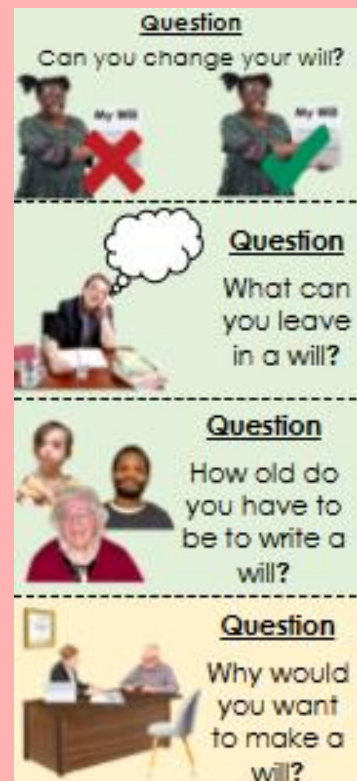 Question
Can you change your will?
My Will
My Will
Question
What can
you leave
in a will?
Question
How old do
you have to
be to write a
will?
Question
Why would
you want
to make a
will?